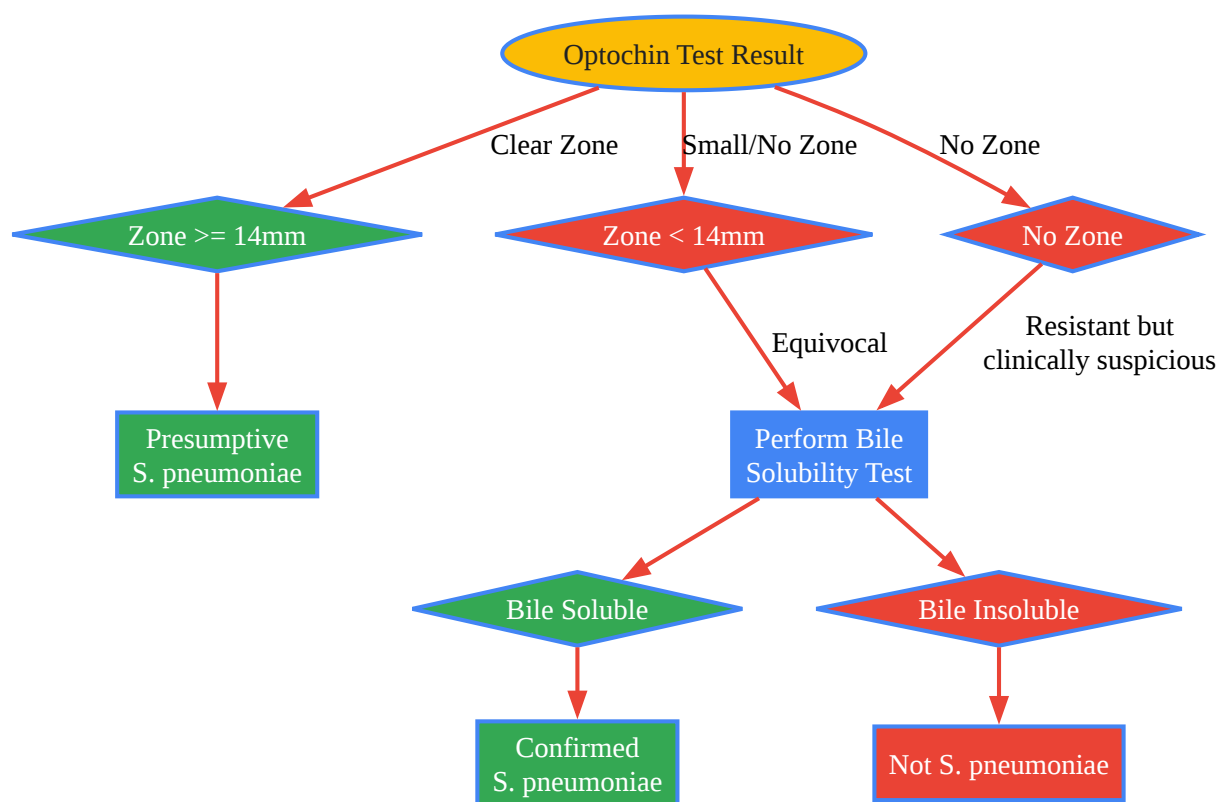 Optochin Test Result
Clear Zone
Small/No Zone
No Zone
Zone >= 14mm
Zone < 14mm
No Zone
Equivocal
Resistant but
clinically suspicious
Presumptive
S. pneumoniae
Perform Bile
Solubility Test
Bile Soluble
Bile Insoluble
Confirmed
S. pneumoniae
Not S. pneumoniae